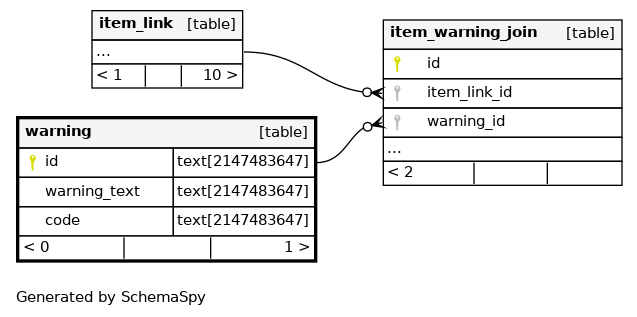 item_link [table]
...
< 1 10 >
item_warning_join [table]
id
item_link_id
warning_id
...
< 2
warning [table]
id text[2147483647]
warning_text text[2147483647]
code text[2147483647]
< 0 1 >
Generated by SchemaSpy